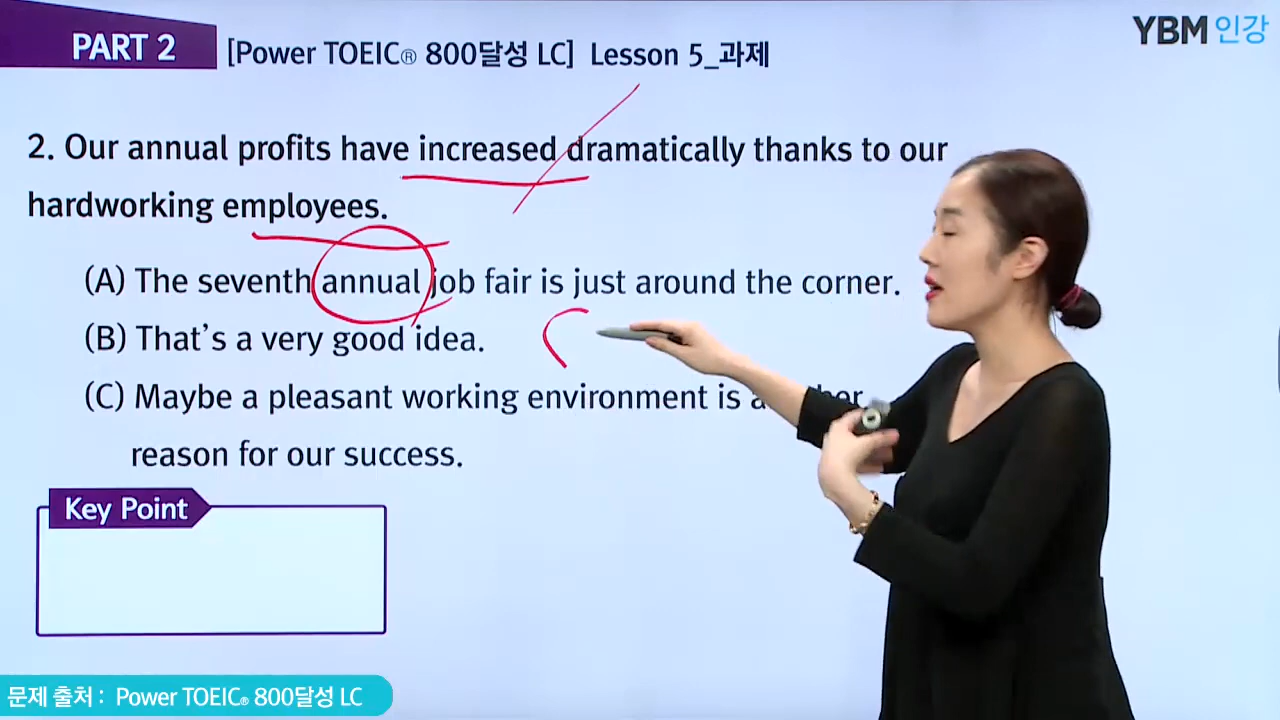 PART 2
[Power TOEIC® 800달성 LC] Lesson 5_과제
YBM 인강
2. Our annual profits have increased dramatically thanks to our
hardworking employees.
(A) The seventh annual job fair is just around the corner.
(B) That's a very good idea.
(C) Maybe a pleasant working environment is
reason for our success.
Key Point
문제 출처 : Power TOEIC® 800달성 LC